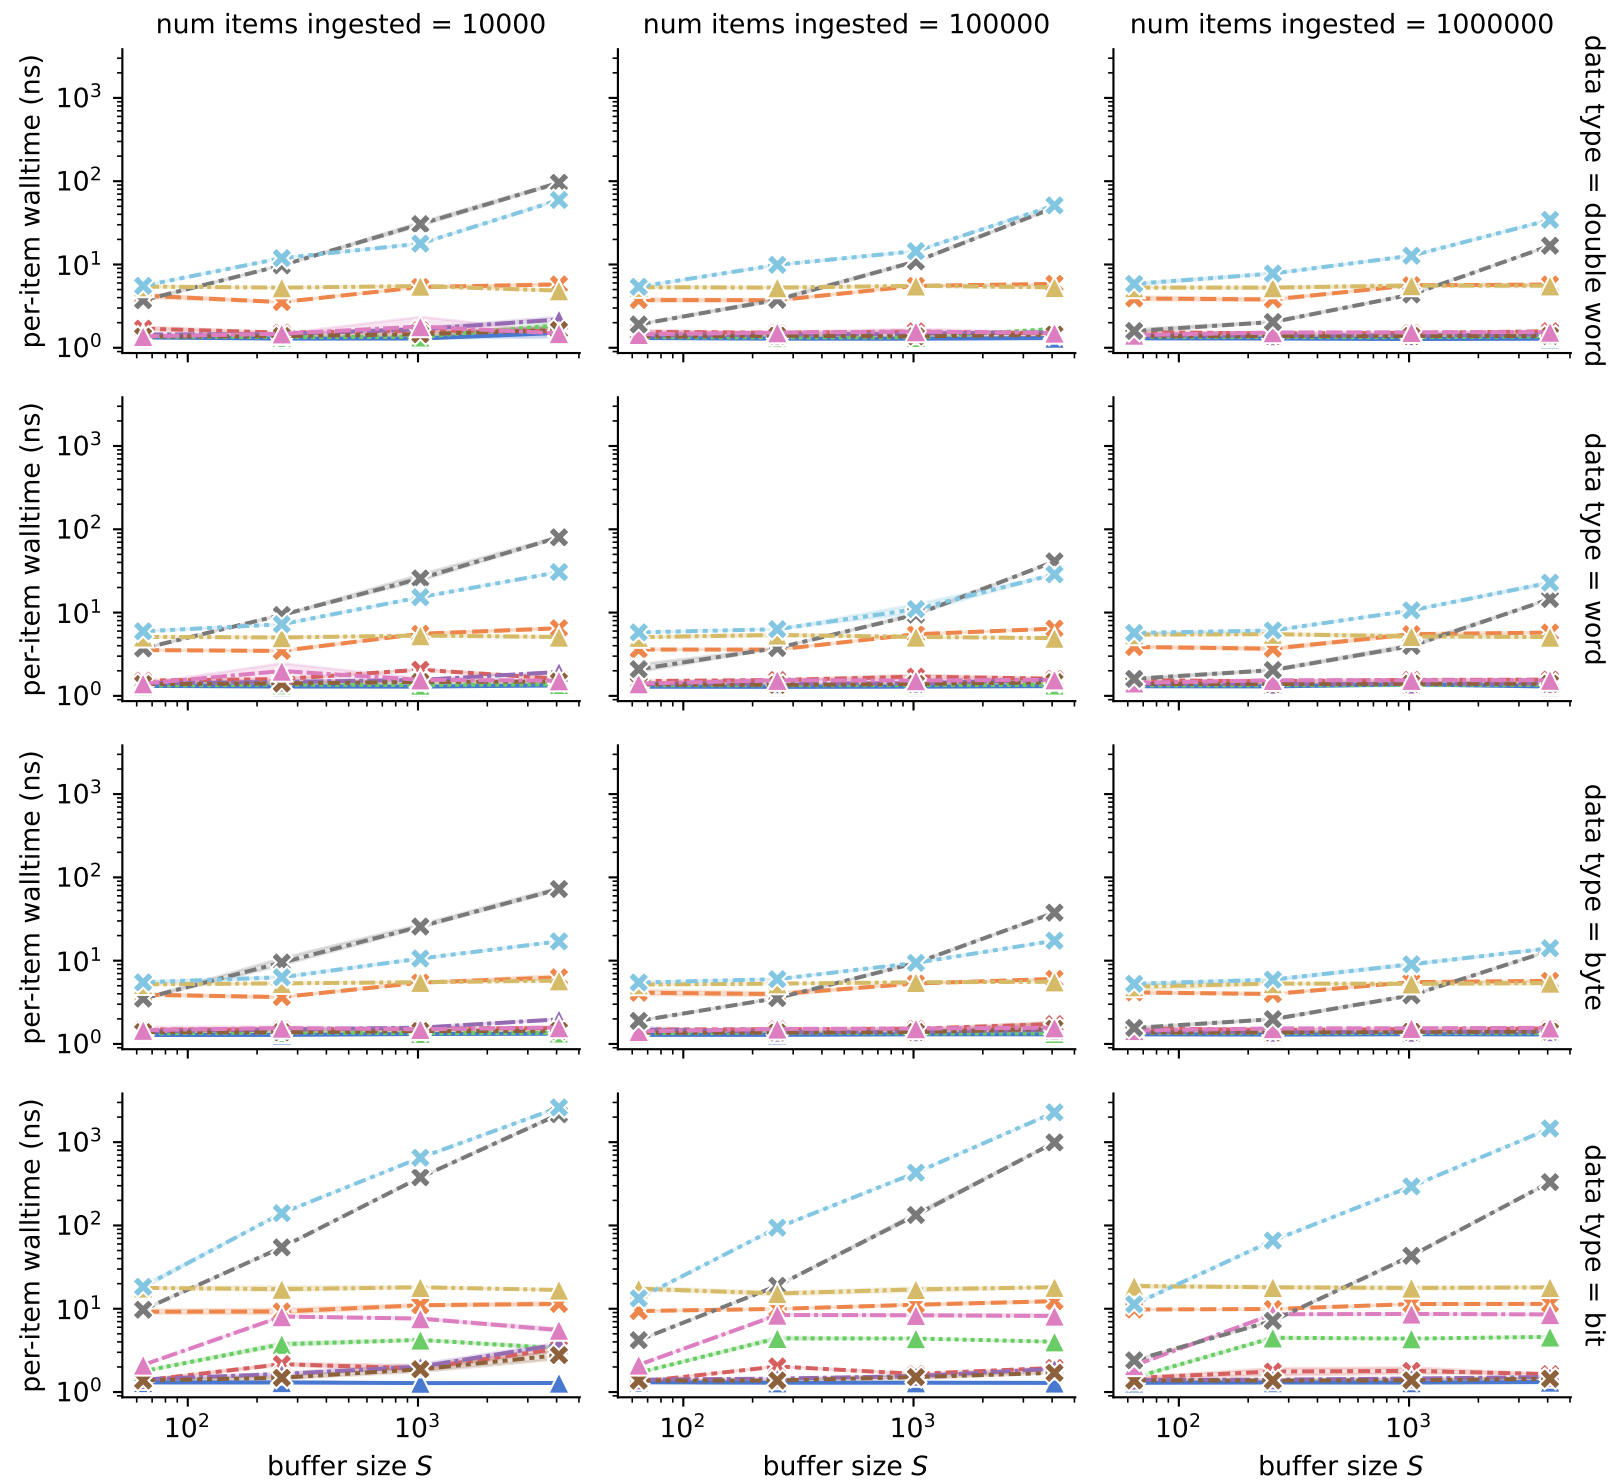 num items ingested = 10000
num items ingested = 100000
num items ingested = 1000000
per-item walltime (ns)
10³
10²
10¹
10⁰
data type = double word
per-item walltime (ns)
10³
10²
10¹
10⁰
data type = word
per-item walltime (ns)
10³
10²
10¹
10⁰
data type = byte
per-item walltime (ns)
10³
10²
10¹
10⁰
data type = bit
10² 10³
10² 10³
10² 10³
buffer size S
buffer size S
buffer size S